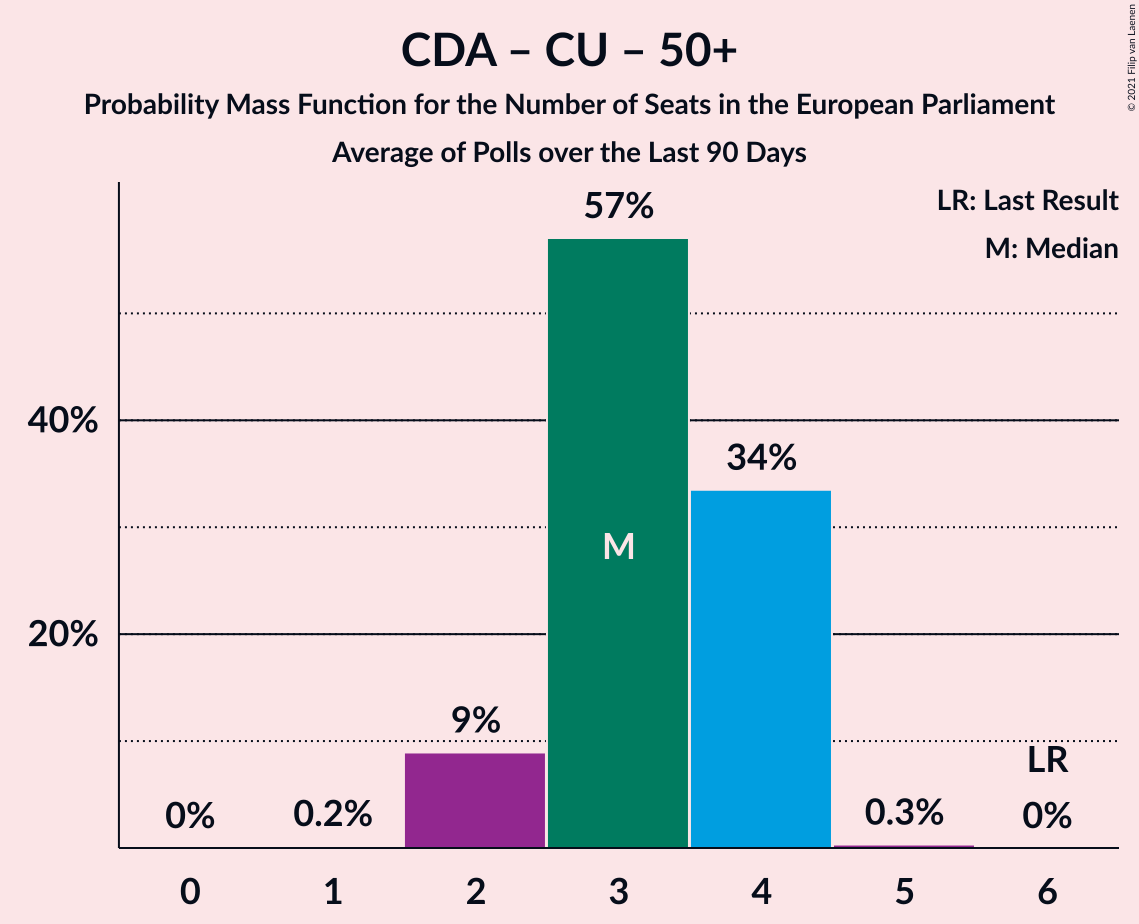 CDA – CU – 50+
Probability Mass Function for the Number of Seats in the European Parliament
Average of Polls over the Last 90 Days
© 2021 Filip van Laenen
LR: Last Result
M: Median
57%
40%
34%
M
20%
9%
LR
0%
0.2%
0.3%
0%
0
1
2
3
4
5
6